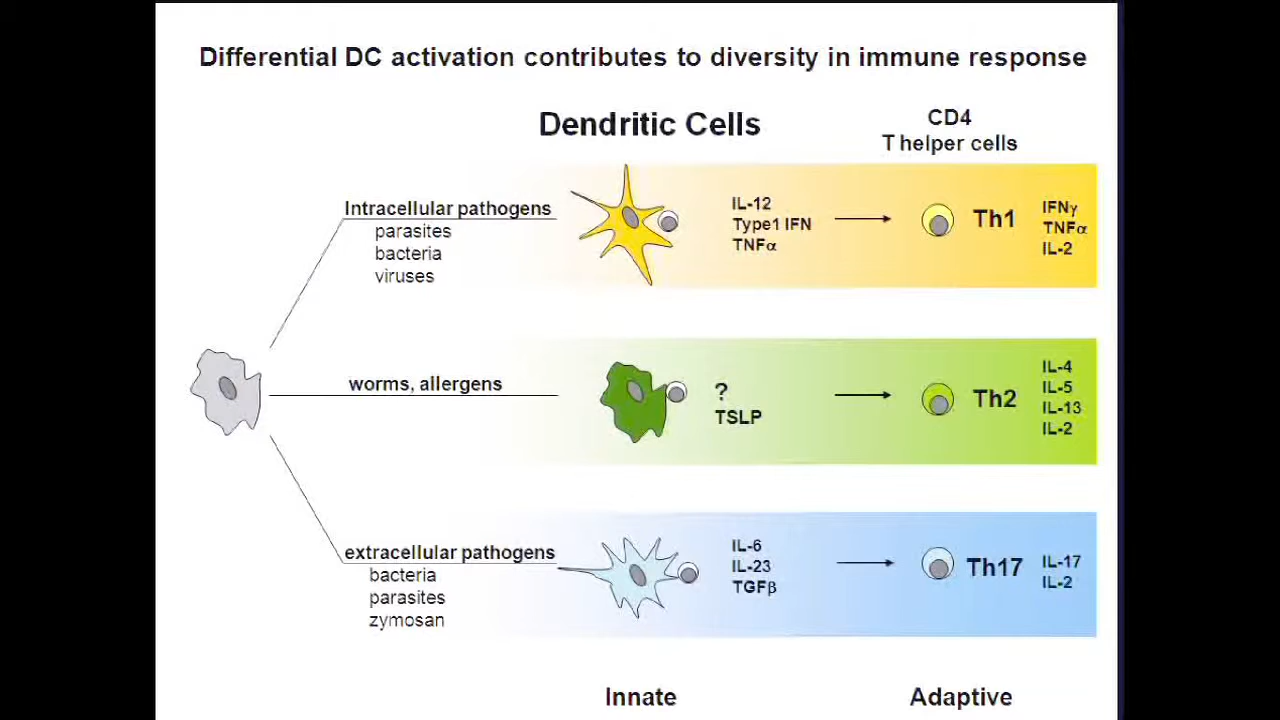 Differential DC activation contributes to diversity in immune response
Dendritic Cells
CD4
T helper cells
Intracellular pathogens
parasites
bacteria
viruses
IL-12
Type1 IFN
TNFα
Th1
IFNγ
TNFα
IL-2
worms, allergens
?
TSLP
Th2
IL-4
IL-5
IL-13
IL-2
extracellular pathogens
bacteria
parasites
zymosan
IL-6
IL-23
TGFβ
Th17
IL-17
IL-2
Innate
Adaptive